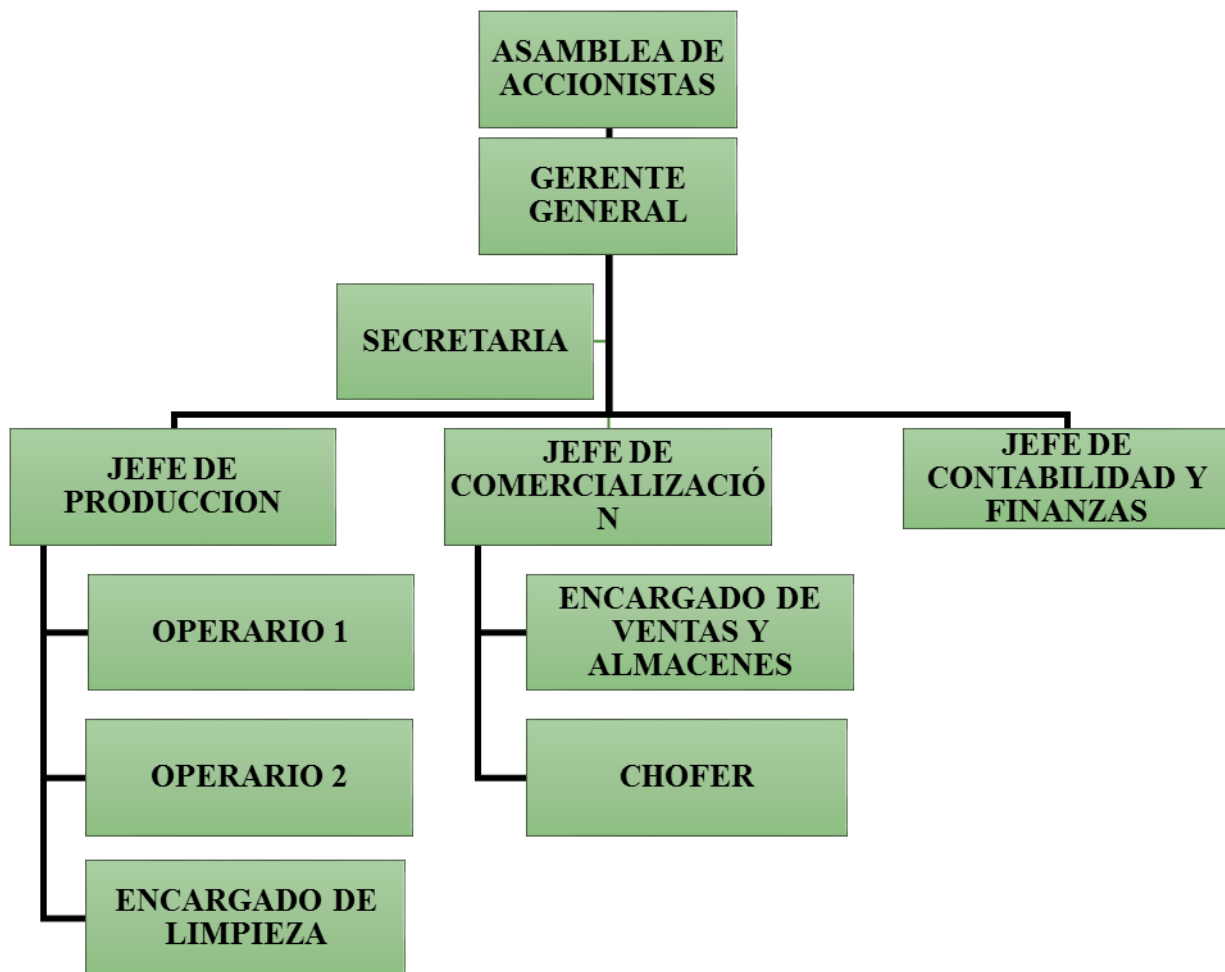 ASAMBLEA DE
ACCIONISTAS
GERENTE
GENERAL
SECRETARIA
JEFE DE
PRODUCCION
JEFE DE
COMERCIALIZACIÓ
N
JEFE DE
CONTABILIDAD Y
FINANZAS
OPERARIO 1
ENCARGADO DE
VENTAS Y
ALMACENES
OPERARIO 2
CHOFER
ENCARGADO DE
LIMPIEZA